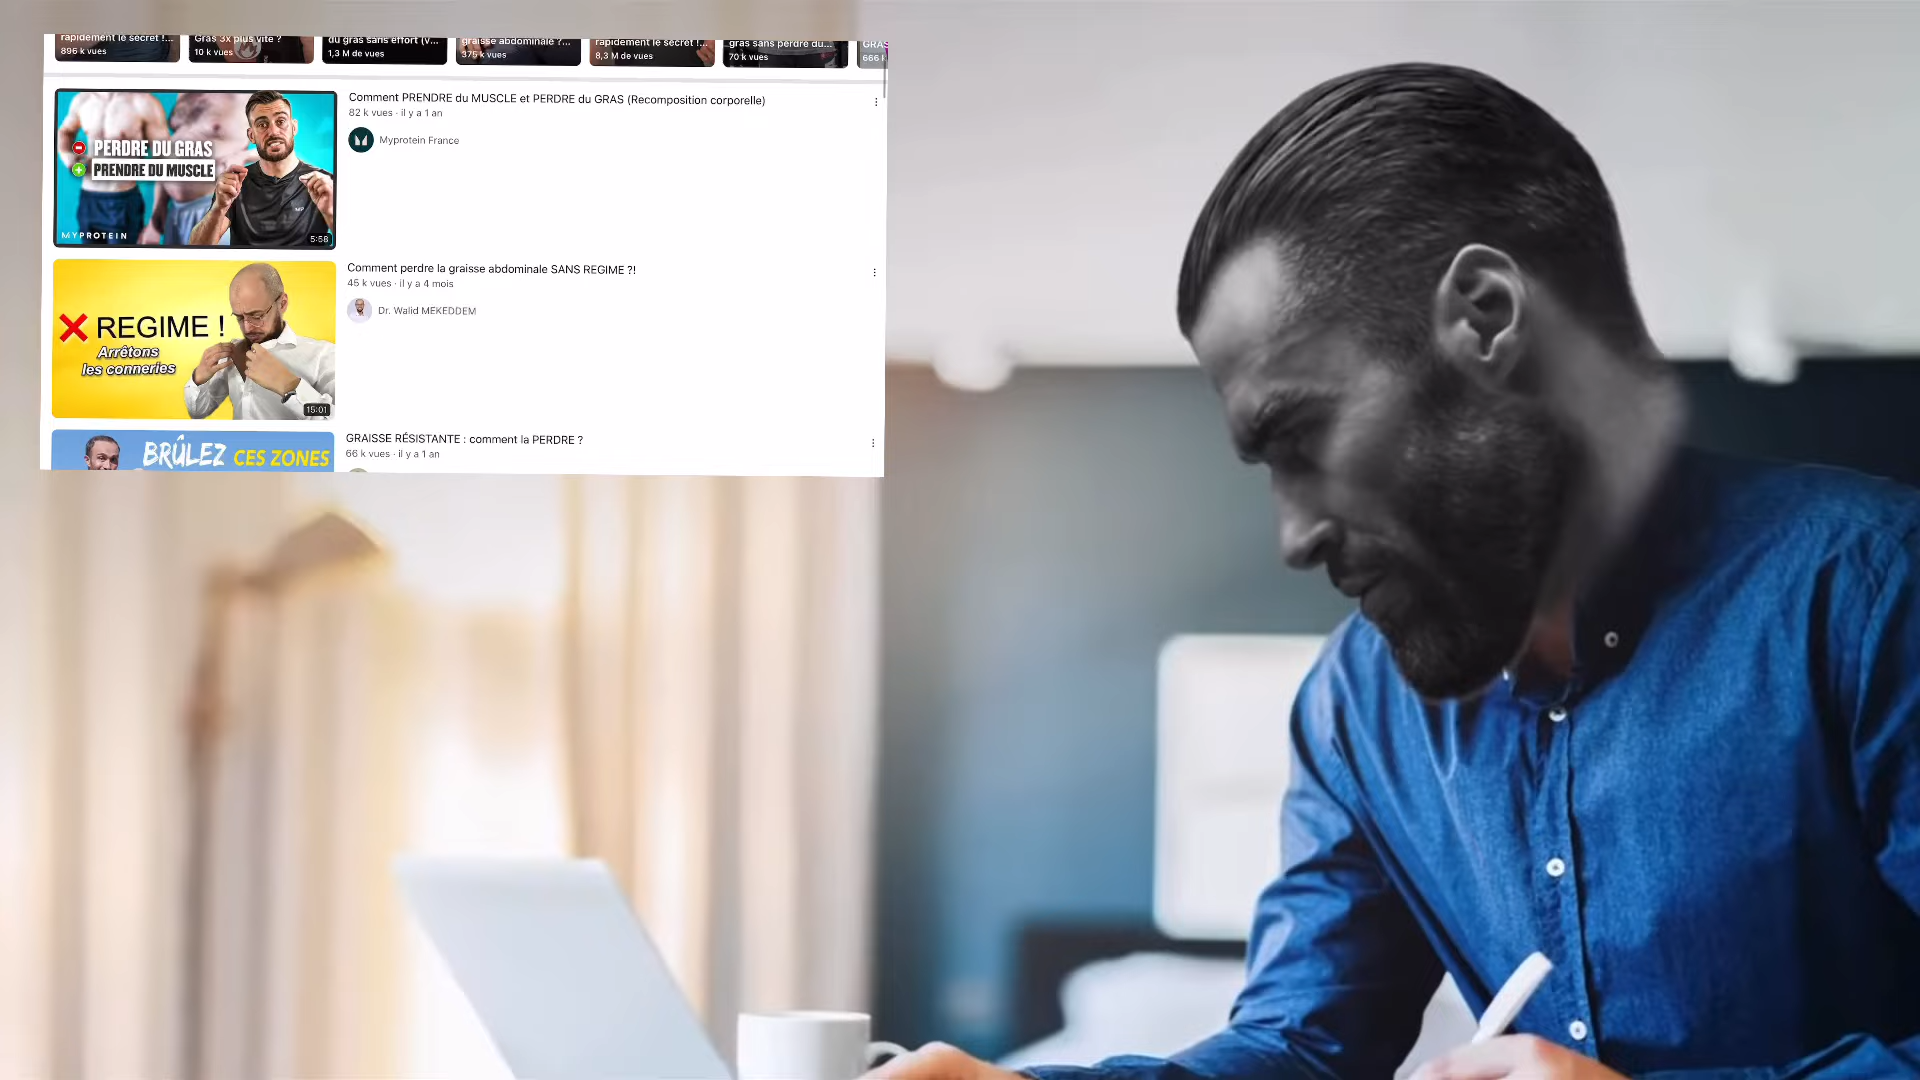 rapidement le secret !...
896 k vues
Gras 3x plus vite ?
10 k vues
du gras sans effort (v...
1,3 M de vues
graisse abdominale ?...
375 k vues
rapidement le secret !...
8,3 M de vues
gras sans perdre du...
70 k vues
GRAS
666 k
PERDRE DU GRAS
PRENDRE DU MUSCLE
MYPROTEIN
5:58
Comment PRENDRE du MUSCLE et PERDRE du GRAS (Recomposition corporelle)
82 k vues · il y a 1 an
Myprotein France
REGIME !
Arrêtons
les conneries
15:01
Comment perdre la graisse abdominale SANS REGIME ?!
45 k vues · il y a 4 mois
Dr. Walid MEKEDDEM
BRÛLEZ CES ZONES
GRAISSE RÉSISTANTE : comment la PERDRE ?
66 k vues · il y a 1 an